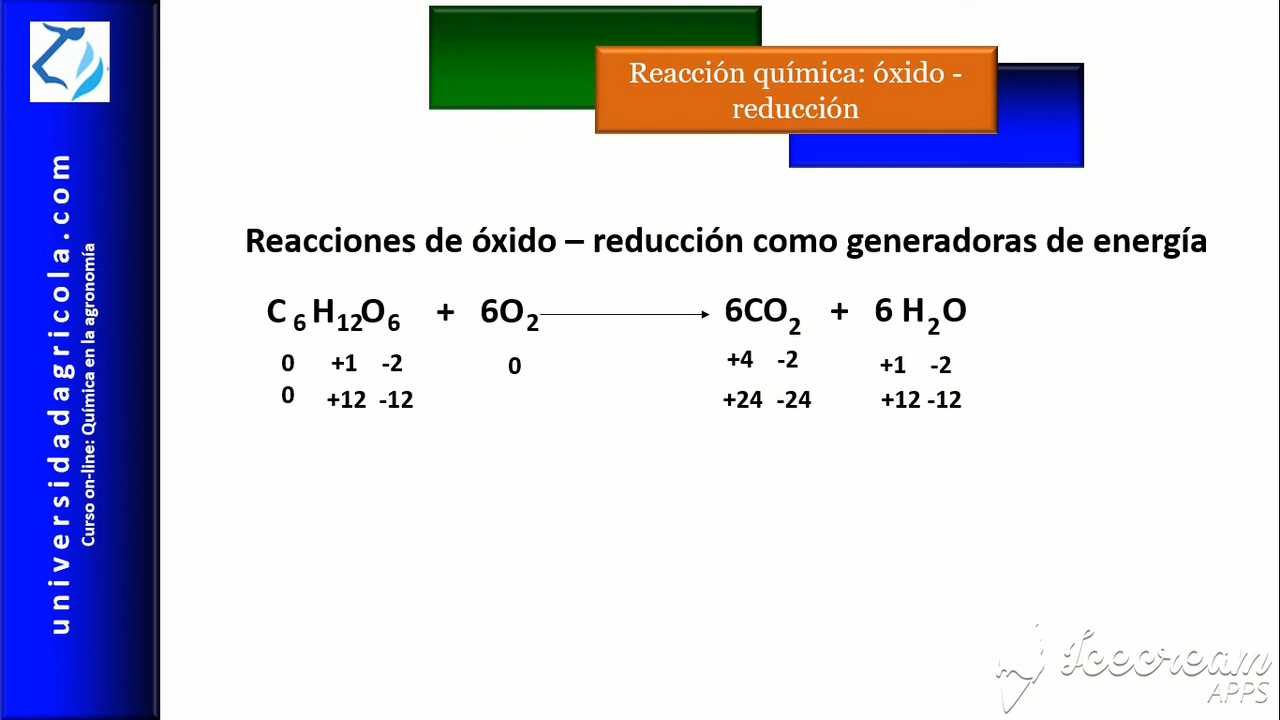 universidadagricola.com
Curso on-line: Química en la agronomía
Reacción química: óxido -
reducción
Reacciones de óxido – reducción como generadoras de energía
C 6 H12O6 + 6O2 → 6CO2 + 6 H2O
0 +1 -2 0 +4 -2 +1 -2
0 +12 -12 +24 -24 +12 -12
Icecream
APPS